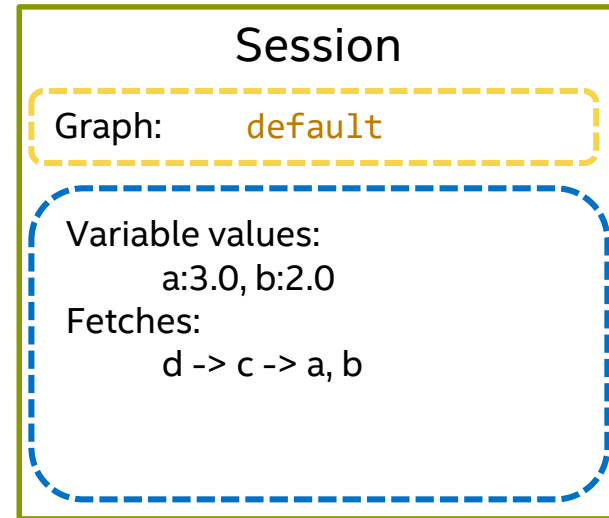 Session
Graph: default
Variable values:
a:3.0, b:2.0
Fetches:
d -> c -> a, b